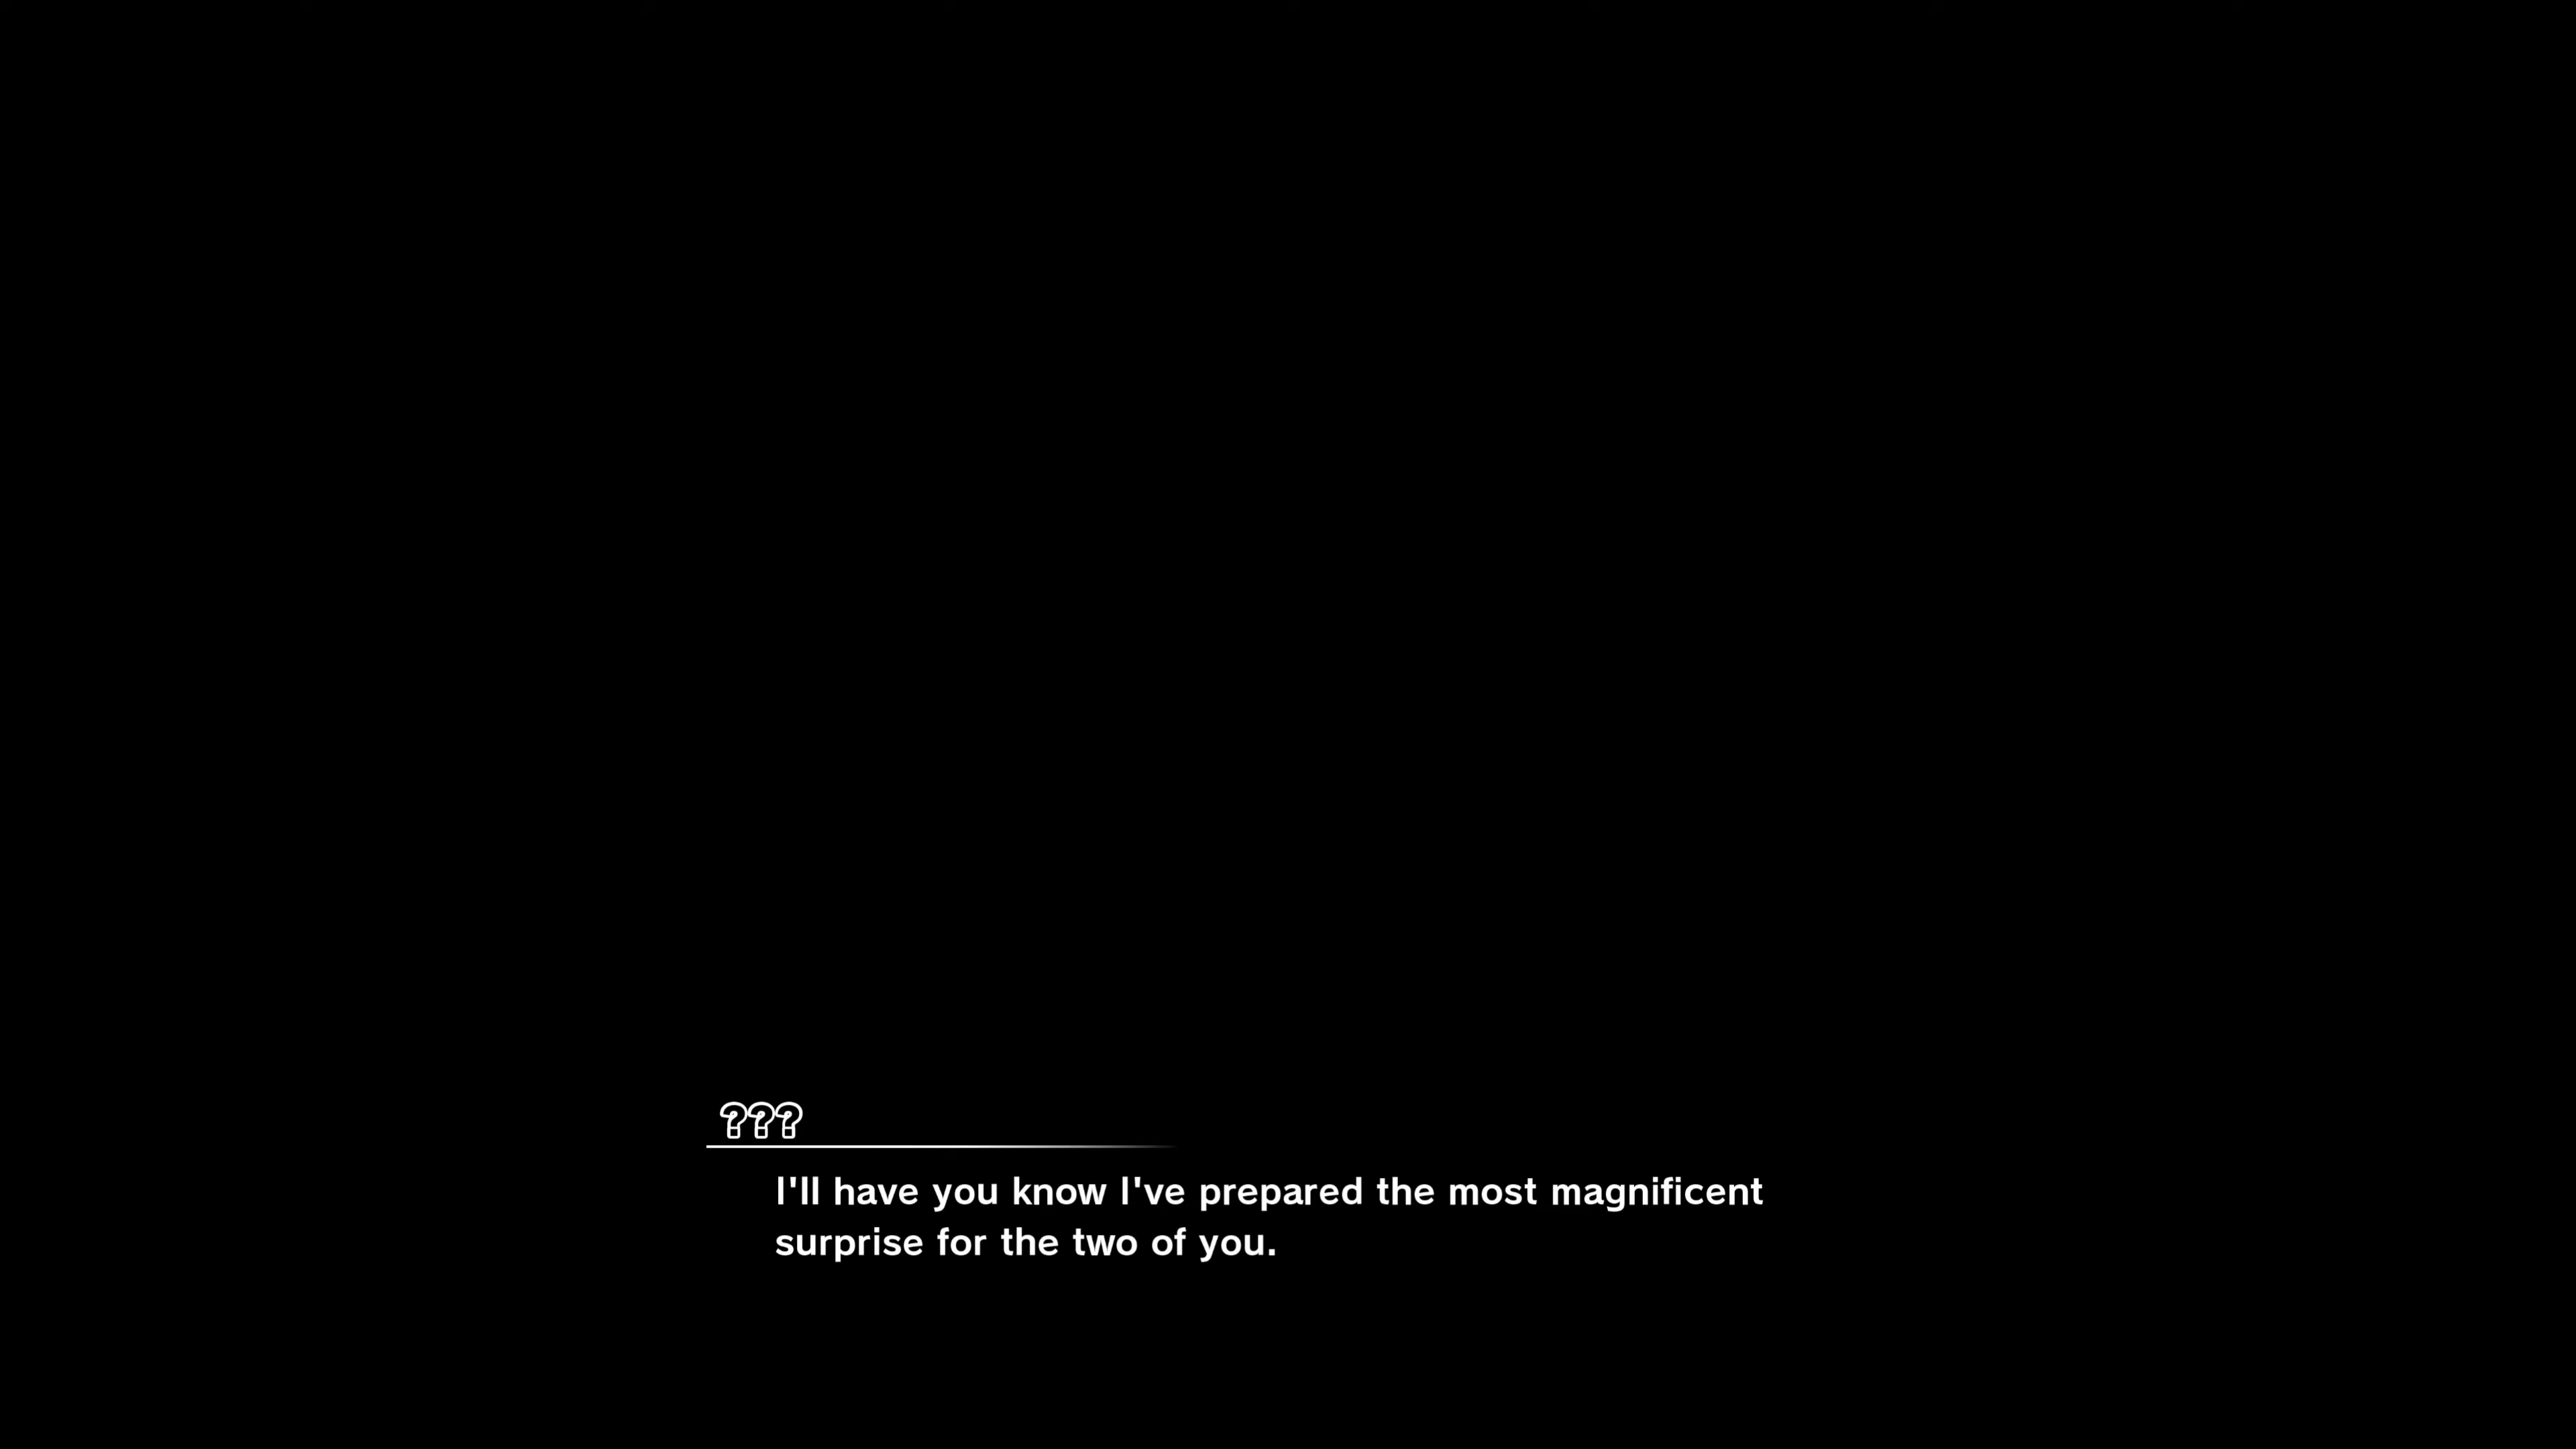 ???
I'll have you know I've prepared the most magnificent
surprise for the two of you.